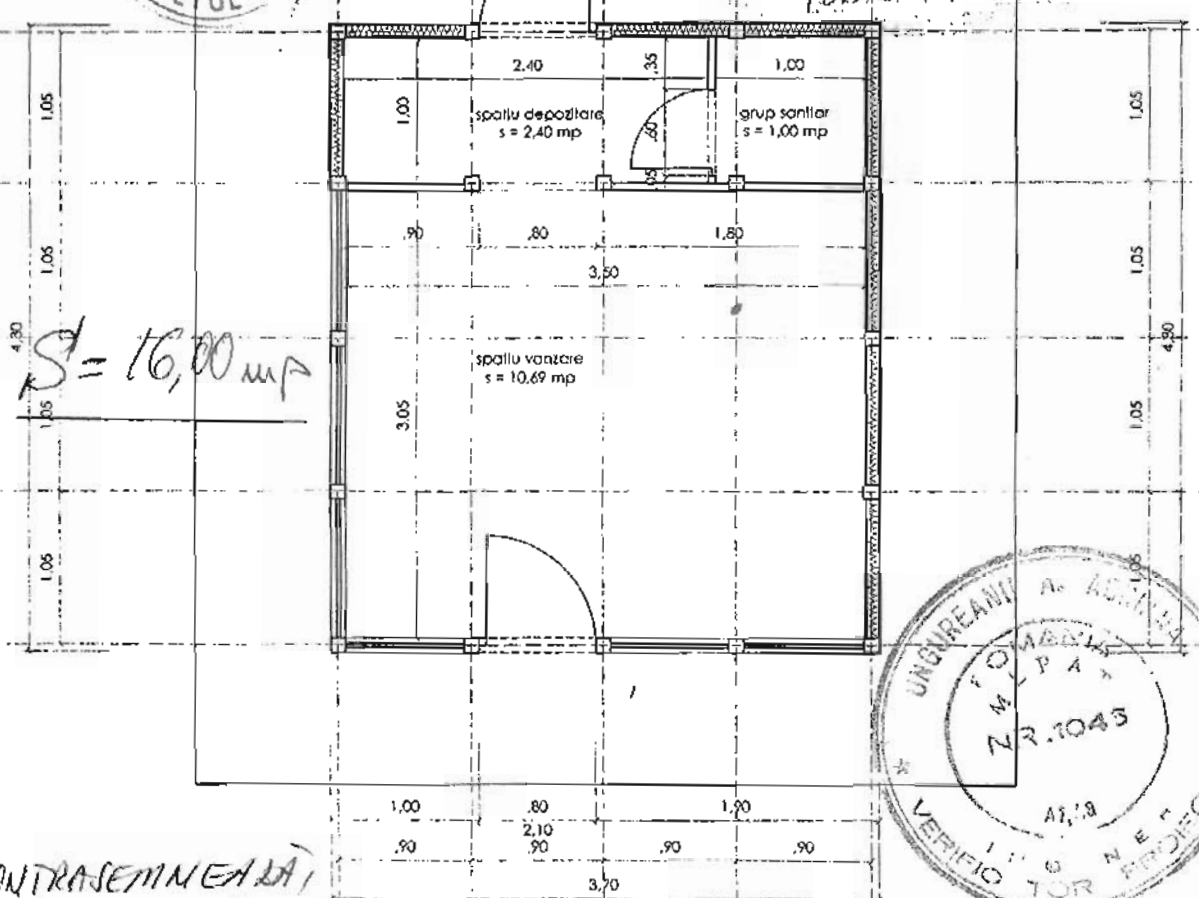 2,40
,35
1,00
1,05
1,00
spatiu depozitare
s = 2,40 mp
,60
grup sanitar
s = 1,00 mp
1,05
,05
,90
,80
1,80
3,50
1,05
1,05
4,30
S = 16,00 mp
spatiu vanzare
s = 10,69 mp
4,30
1,05
3,05
1,05
1,05
1,05
UNGUREANU A.
ROMANIA
MLPAT
NR.1043
VERIFICATOR
1,00
,80
1,90
2,10
,90
,90
,90
,90
3,70